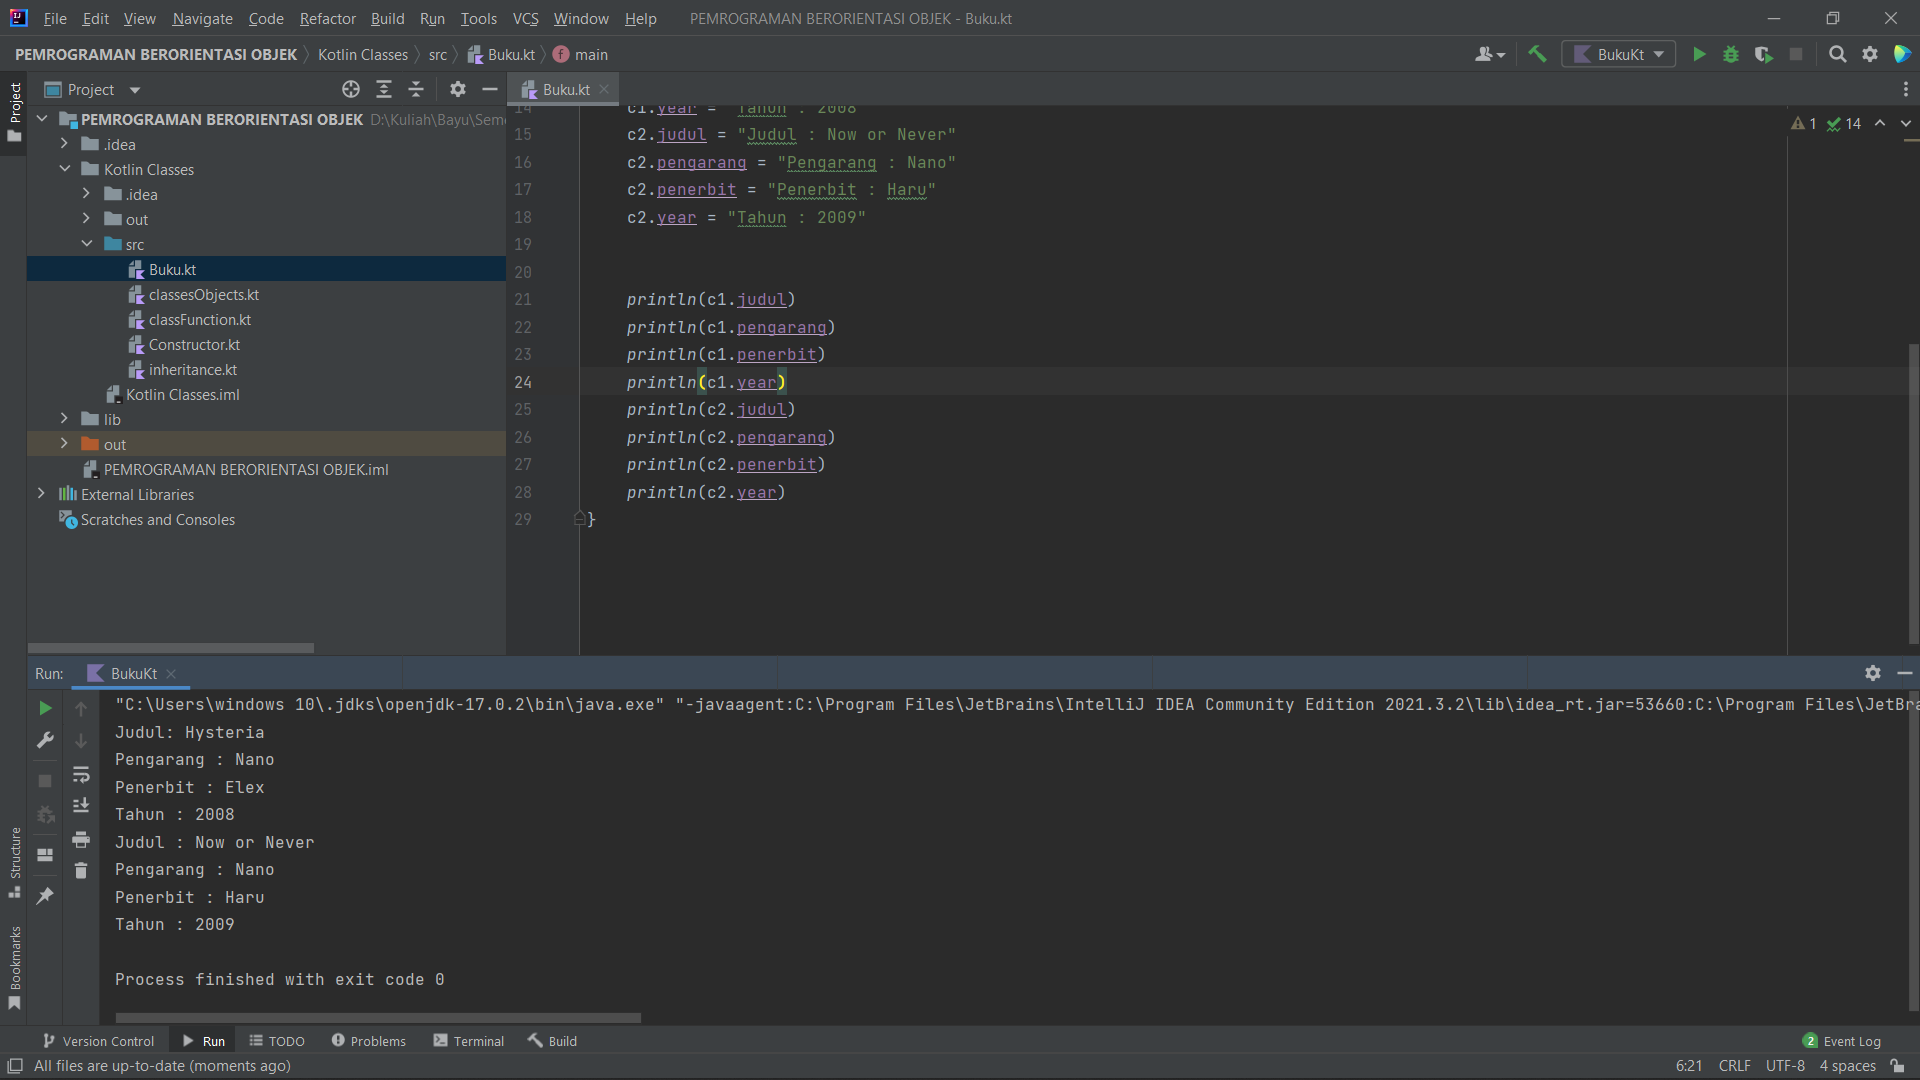 File Edit View Navigate Code Refactor Build Run Tools VCS Window Help PEMROGRAMAN BERORIENTASI OBJEK - Buku.kt
PEMROGRAMAN BERORIENTASI OBJEK Kotlin Classes src Buku.kt main
BukuKt
Project
Project
PEMROGRAMAN BERORIENTASI OBJEK D:\Kuliah\Bayu\Sem
.idea
Kotlin Classes
.idea
out
src
Buku.kt
classesObjects.kt
classFunction.kt
Constructor.kt
inheritance.kt
Kotlin Classes.iml
lib
out
PEMROGRAMAN BERORIENTASI OBJEK.iml
External Libraries
Scratches and Consoles
Buku.kt
1 14
14 c1.year = "Tahun : 2008"
15 c2.judul = "Judul : Now or Never"
16 c2.pengarang = "Pengarang : Nano"
17 c2.penerbit = "Penerbit : Haru"
18 c2.year = "Tahun : 2009"
19
20
21 println(c1.judul)
22 println(c1.pengarang)
23 println(c1.penerbit)
24 println(c1.year)
25 println(c2.judul)
26 println(c2.pengarang)
27 println(c2.penerbit)
28 println(c2.year)
29 }
Run: BukuKt
"C:\Users\windows 10\.jdks\openjdk-17.0.2\bin\java.exe" "-javaagent:C:\Program Files\JetBrains\IntelliJ IDEA Community Edition 2021.3.2\lib\idea_rt.jar=53660:C:\Program Files\JetBra
Judul: Hysteria
Pengarang : Nano
Penerbit : Elex
Tahun : 2008
Judul : Now or Never
Pengarang : Nano
Penerbit : Haru
Tahun : 2009
Process finished with exit code 0
Structure
Bookmarks
Version Control Run TODO Problems Terminal Build 2 Event Log
All files are up-to-date (moments ago) 6:21 CRLF UTF-8 4 spaces